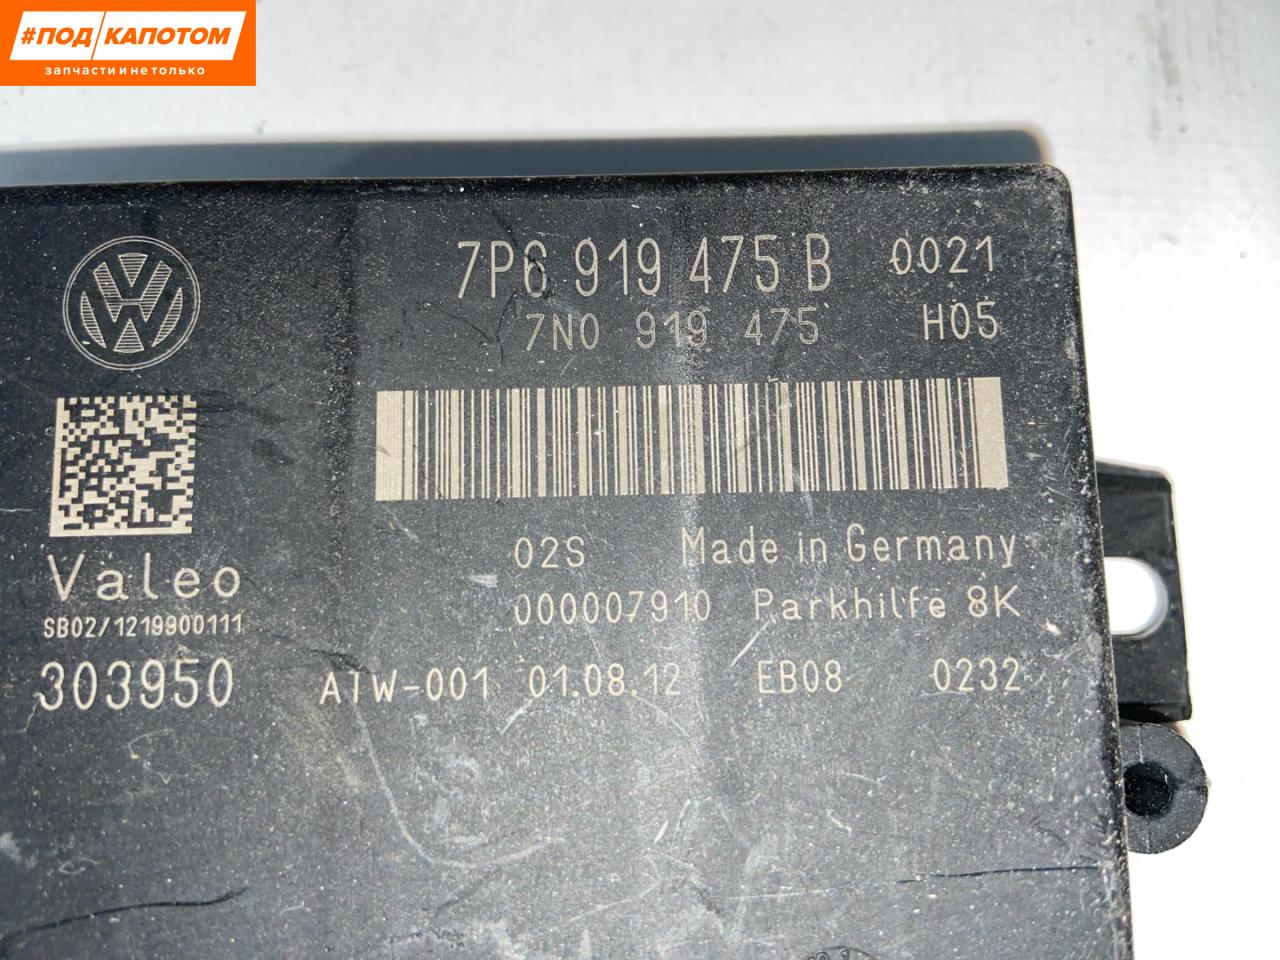 #ПОД/КАПОТОМ
запчасти и не только
7P6 919 475 B 0021
7N0 919 475 H05
Valeo
SB02/1219900111
303950
02S Made in Germany
000007910 Parkhilfe 8K
ATW-001 01.08.12 EB08 0232